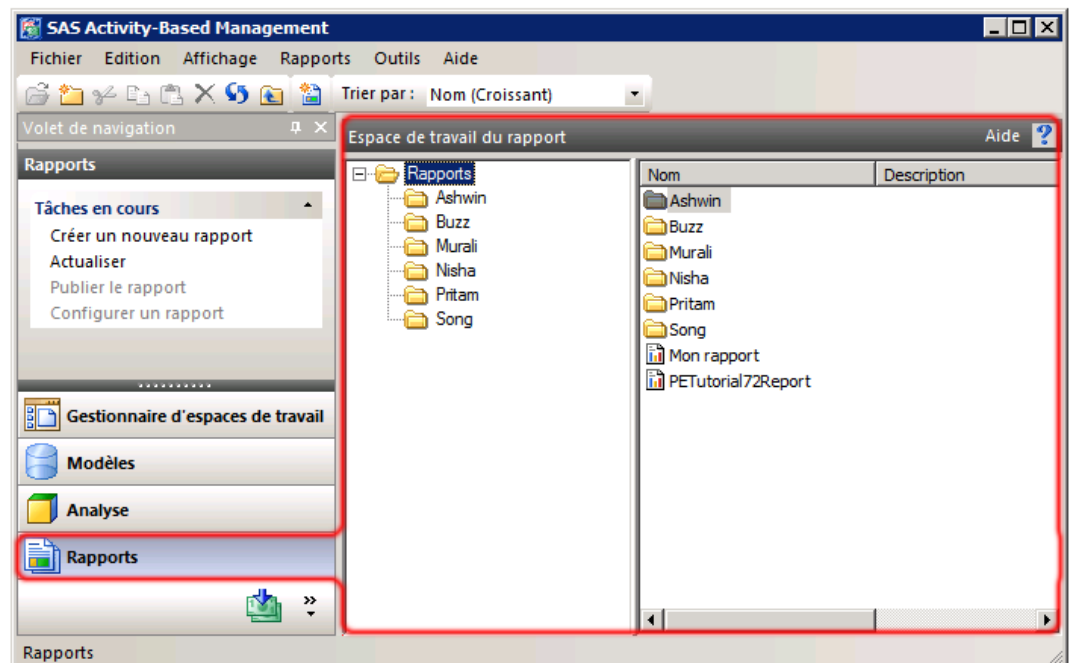 SAS Activity-Based Management
Fichier Edition Affichage Rapports Outils Aide
Trier par : Nom (Croissant)
Volet de navigation
Rapports
Tâches en cours
Créer un nouveau rapport
Actualiser
Publier le rapport
Configurer un rapport
Gestionnaire d'espaces de travail
Modèles
Analyse
Rapports
Espace de travail du rapport Aide
Rapports
Ashwin
Buzz
Murali
Nisha
Pritam
Song
Nom Description
Ashwin
Buzz
Murali
Nisha
Pritam
Song
Mon rapport
PETutorial72Report
Rapports